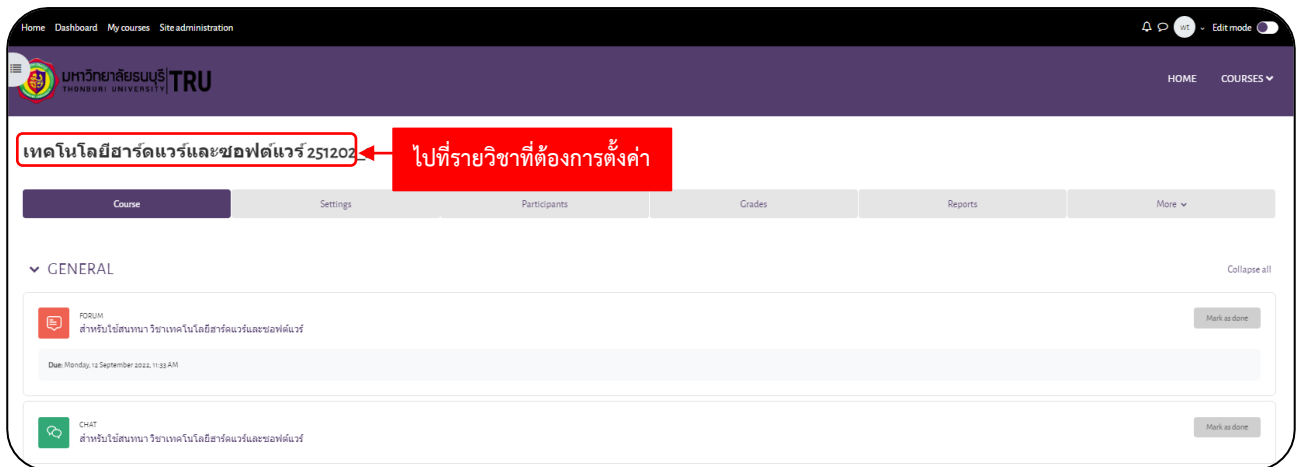 Home Dashboard My courses Site administration
wt Edit mode
มหาวิทยาลัยธนบุรี TRU
THONBURI UNIVERSITY
HOME COURSES
เทคโนโลยีฮาร์ดแวร์และซอฟต์แวร์ 251202_
ไปที่รายวิชาที่ต้องการตั้งค่า
Course Settings Participants Grades Reports More
GENERAL Collapse all
FORUM
สำหรับใช้สนทนา วิชาเทคโนโลยีฮาร์ดแวร์และซอฟต์แวร์
Mark as done
Due: Monday, 12 September 2022, 11:33 AM
CHAT
สำหรับใช้สนทนา วิชาเทคโนโลยีฮาร์ดแวร์และซอฟต์แวร์
Mark as done